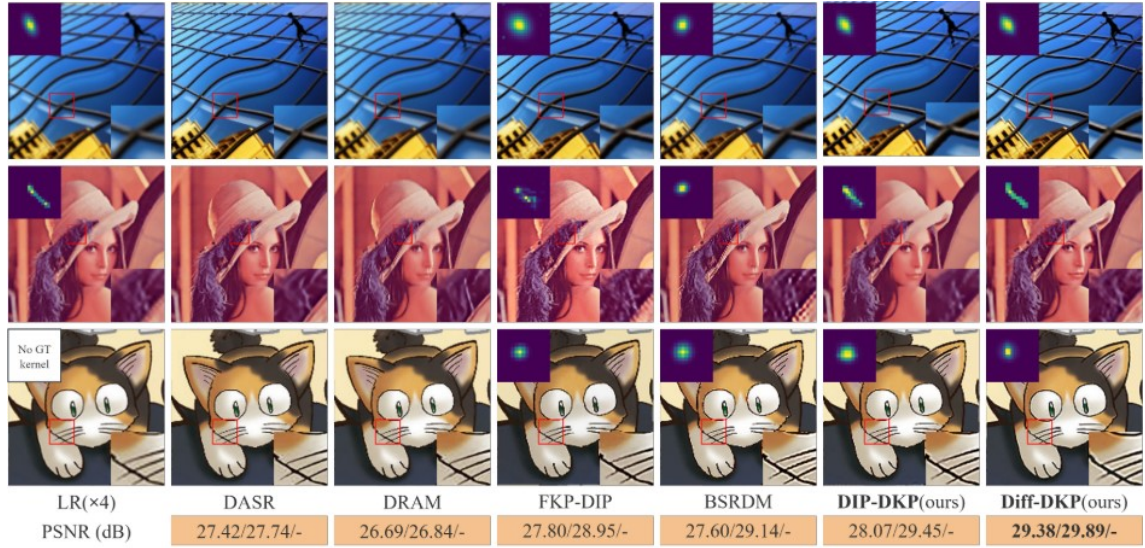 No GT
kernel
LR(×4) DASR DRAM FKP-DIP BSRDM DIP-DKP(ours) Diff-DKP(ours)
PSNR (dB) 27.42/27.74/- 26.69/26.84/- 27.80/28.95/- 27.60/29.14/- 28.07/29.45/- 29.38/29.89/-